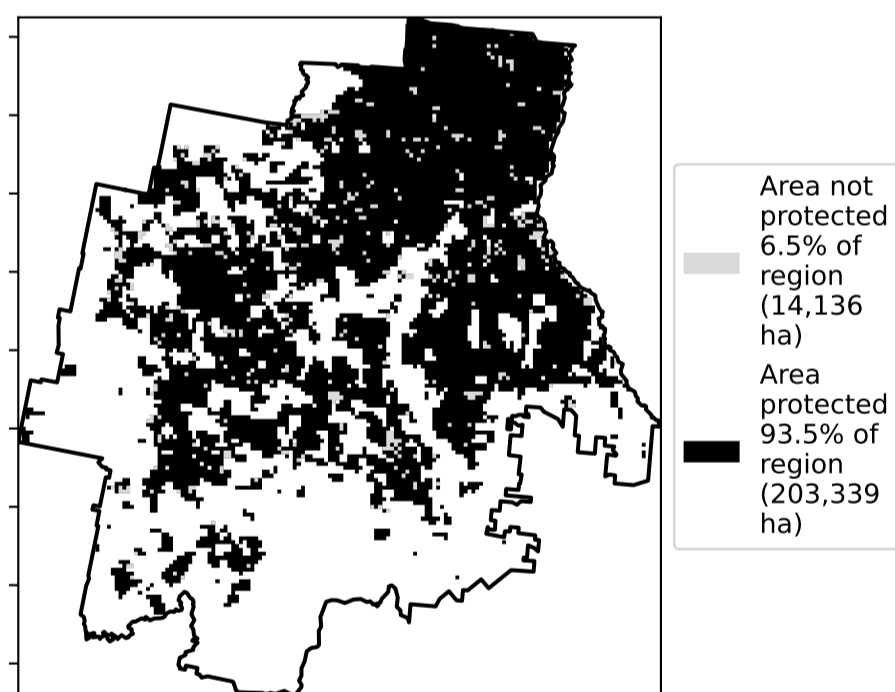 Area not
protected
6.5% of
region
(14,136
ha)
Area
protected
93.5% of
region
(203,339
ha)